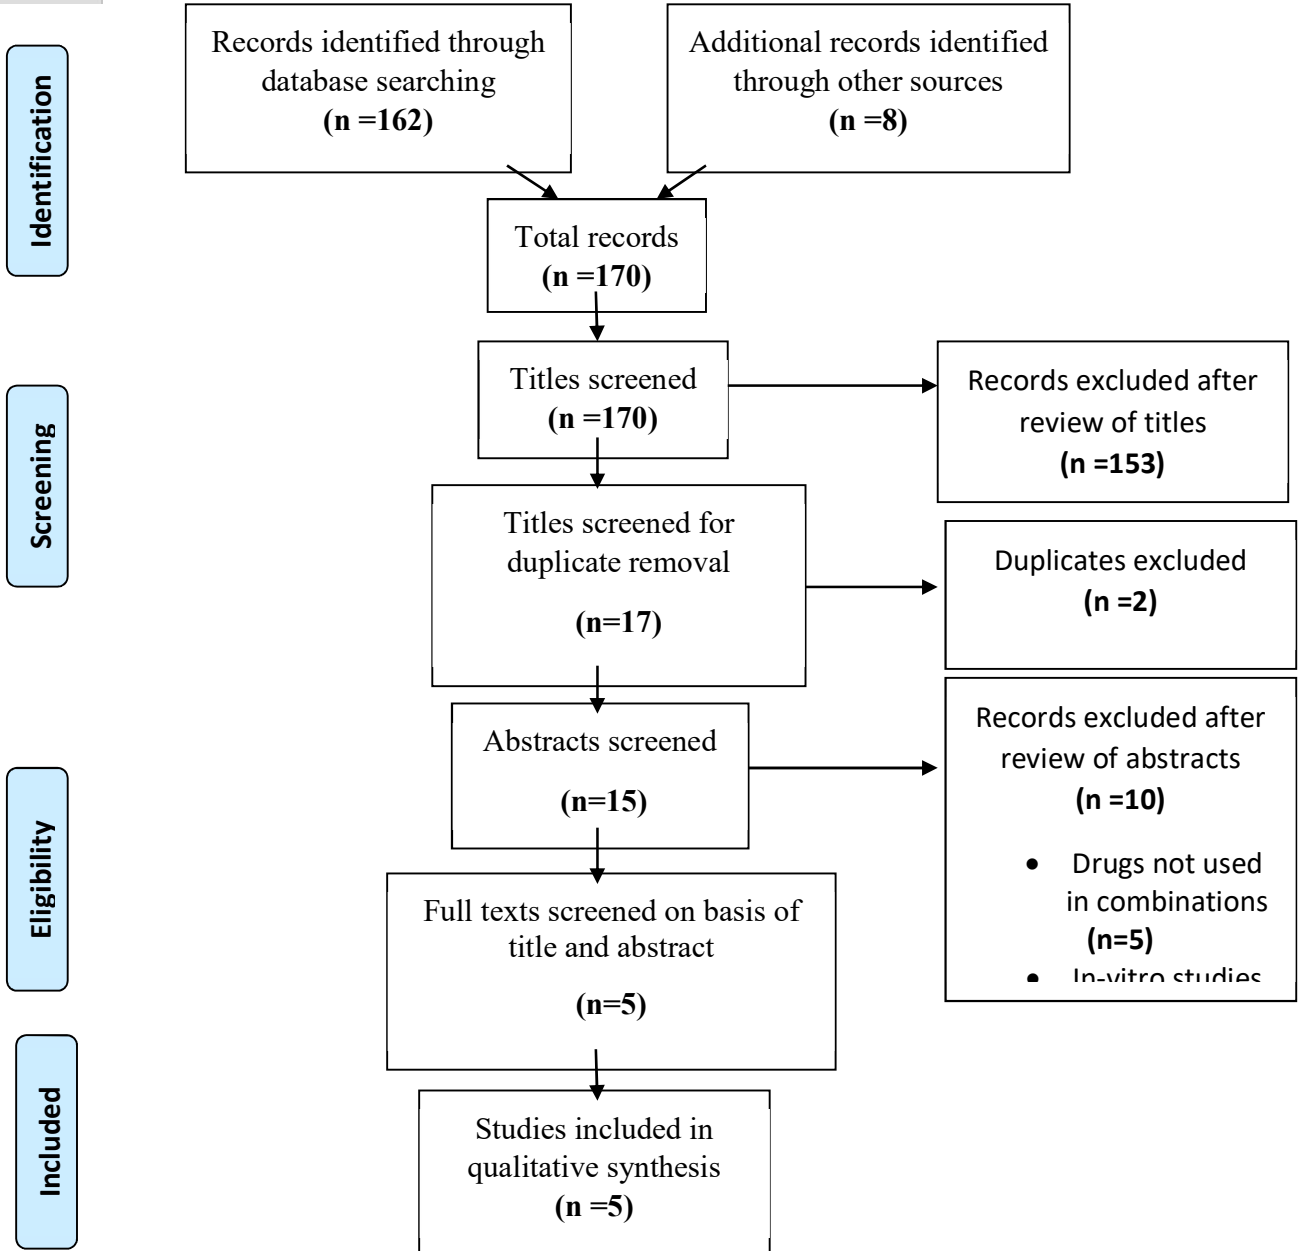 Identification
Records identified through
database searching
(n =162)
Additional records identified
through other sources
(n =8)
Total records
(n =170)
Screening
Titles screened
(n =170)
Records excluded after
review of titles
(n =153)
Titles screened for
duplicate removal
(n=17)
Duplicates excluded
(n =2)
Eligibility
Abstracts screened
(n=15)
Records excluded after
review of abstracts
(n =10)
• Drugs not used
in combinations
(n=5)
• In-vitro studies
Full texts screened on basis of
title and abstract
(n=5)
Included
Studies included in
qualitative synthesis
(n =5)